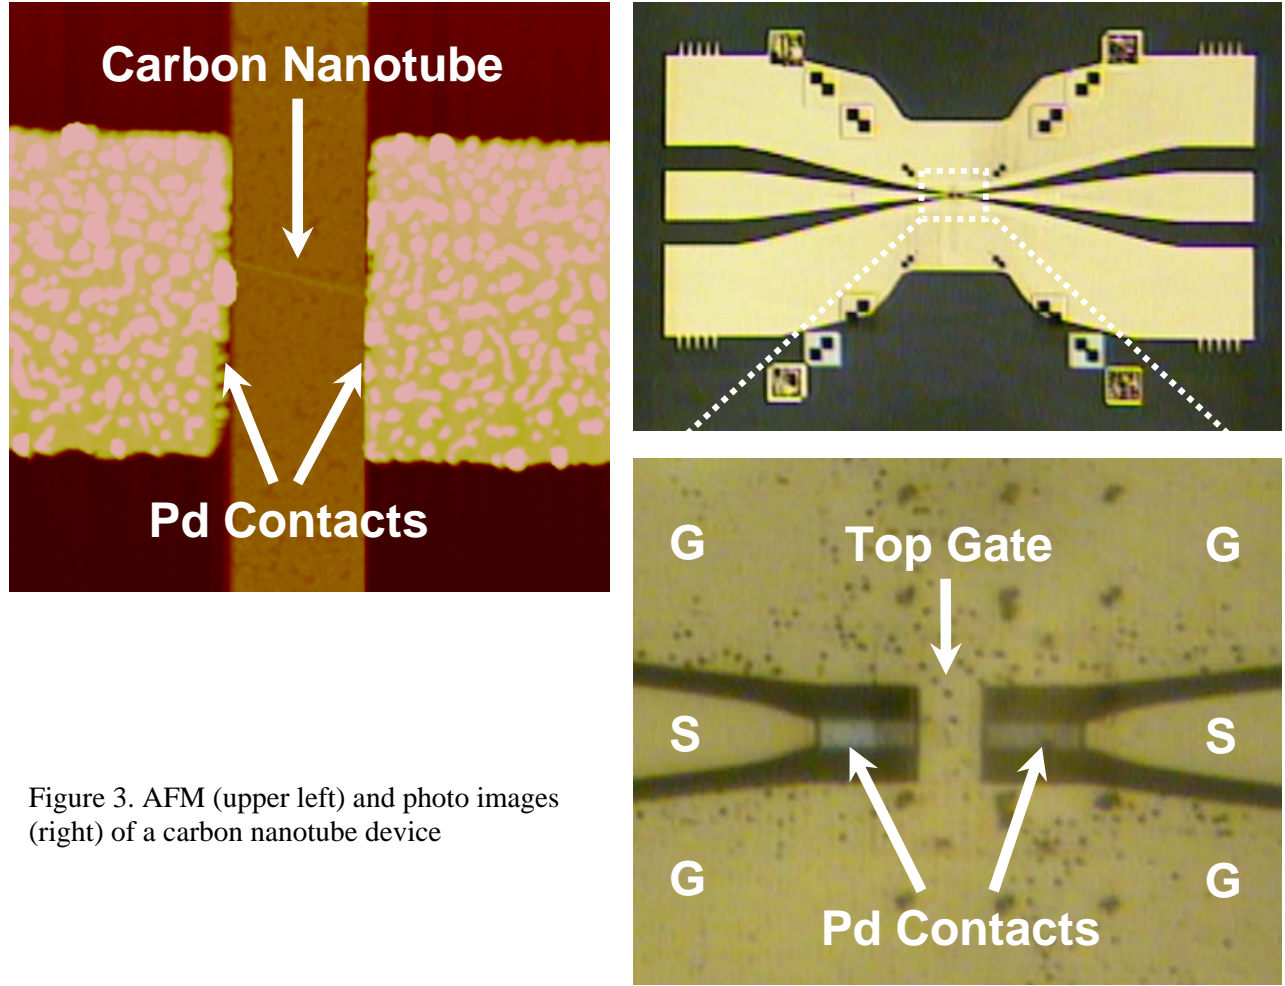 Carbon Nanotube
Pd Contacts
G
Top Gate
G
S
S
G
G
Pd Contacts
Figure 3. AFM (upper left) and photo images
(right) of a carbon nanotube device